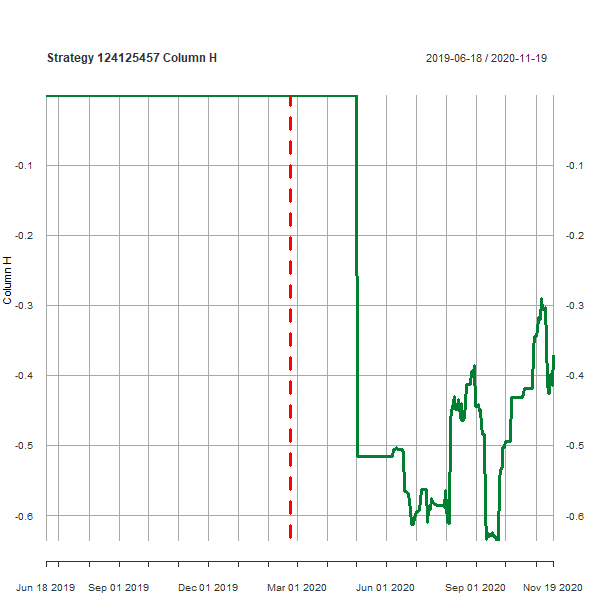 Strategy 124125457 Column H
2019-06-18 / 2020-11-19
Column H
-0.1 -0.1
-0.2 -0.2
-0.3 -0.3
-0.4 -0.4
-0.5 -0.5
-0.6 -0.6
Jun 18 2019 Sep 01 2019 Dec 01 2019 Mar 01 2020 Jun 01 2020 Sep 01 2020 Nov 19 2020